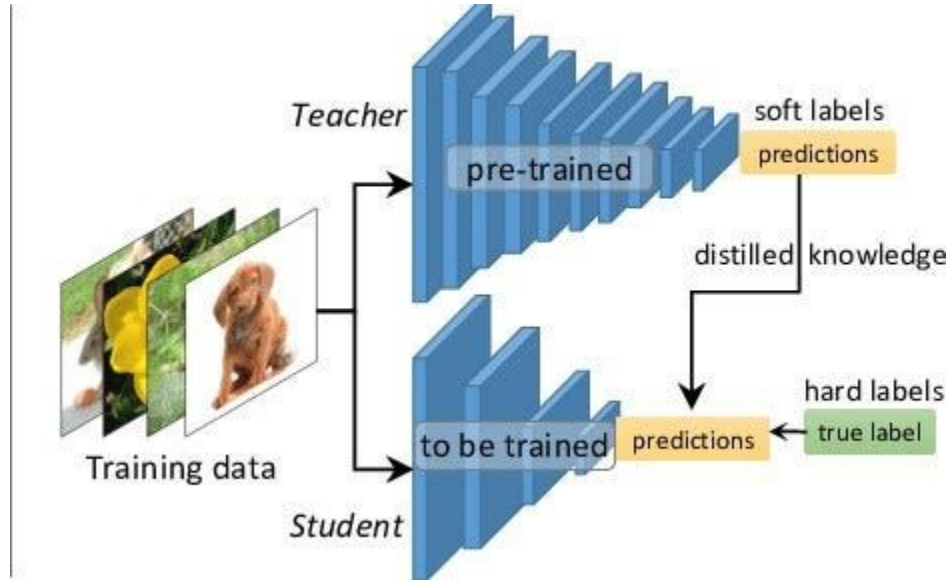 Teacher
pre-trained
soft labels
predictions
distilled knowledge
Training data
to be trained
predictions
hard labels
true label
Student